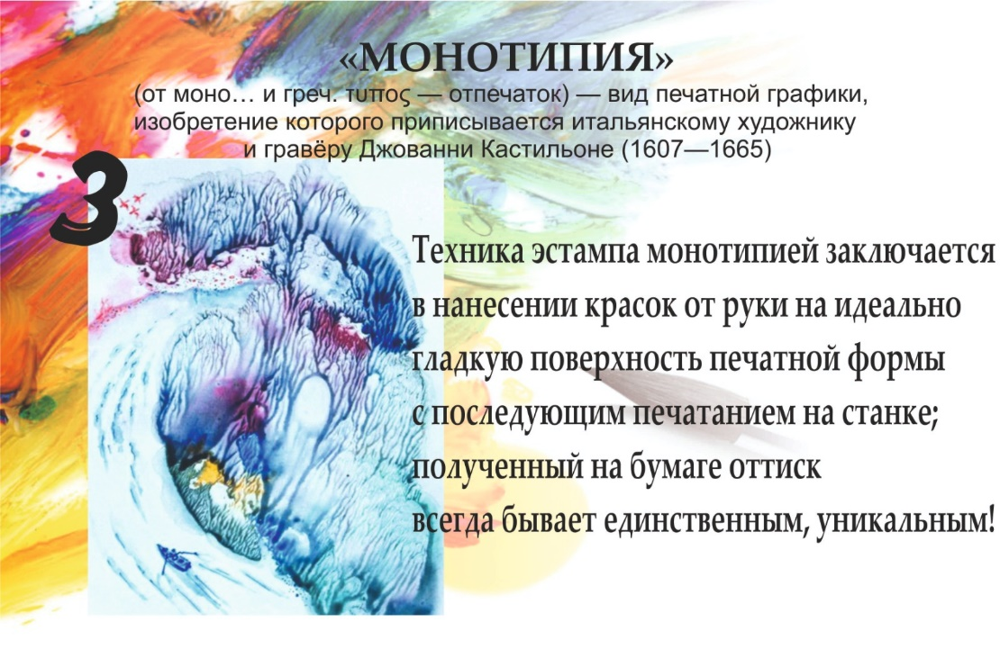 «МОНОТИПИЯ»
(от моно… и греч. τυπος — отпечаток) — вид печатной графики,
изобретение которого приписывается итальянскому художнику
и гравёру Джованни Кастильоне (1607—1665)
3
Техника эстампа монотипией заключается
в нанесении красок от руки на идеально
гладкую поверхность печатной формы
с последующим печатанием на станке;
полученный на бумаге оттиск
всегда бывает единственным, уникальным!